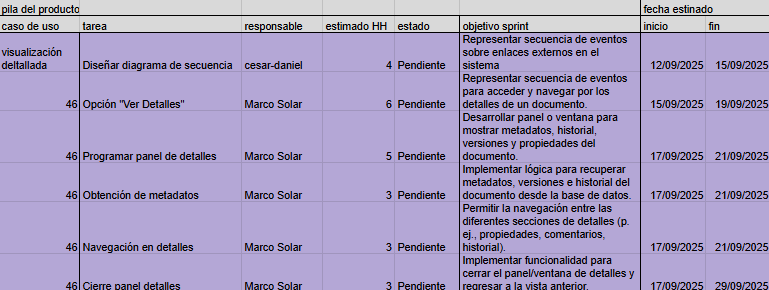 pila del producto fecha estinado
caso de uso tarea responsable estimado HH estado objetivo sprint inicio fin
visualización
deltallada Diseñar diagrama de secuencia cesar-daniel 4 Pendiente Representar secuencia de eventos
sobre enlaces externos en el
sistema 12/09/2025 15/09/2025
46 Opción "Ver Detalles" Marco Solar 6 Pendiente Representar secuencia de eventos
para acceder y navegar por los
detalles de un documento. 15/09/2025 19/09/2025
46 Programar panel de detalles Marco Solar 5 Pendiente Desarrollar panel o ventana para
mostrar metadatos, historial,
versiones y propiedades del
documento. 17/09/2025 21/09/2025
46 Obtención de metadatos Marco Solar 3 Pendiente Implementar lógica para recuperar
metadatos, versiones e historial del
documento desde la base de datos. 17/09/2025 21/09/2025
46 Navegación en detalles Marco Solar 3 Pendiente Permitir la navegación entre las
diferentes secciones de detalles (p.
ej., propiedades, comentarios,
historial). 17/09/2025 21/09/2025
46 Cierre panel detalles Marco Solar 3 Pendiente Implementar funcionalidad para
cerrar el panel/ventana de detalles y
regresar a la vista anterior. 17/09/2025 29/09/2025